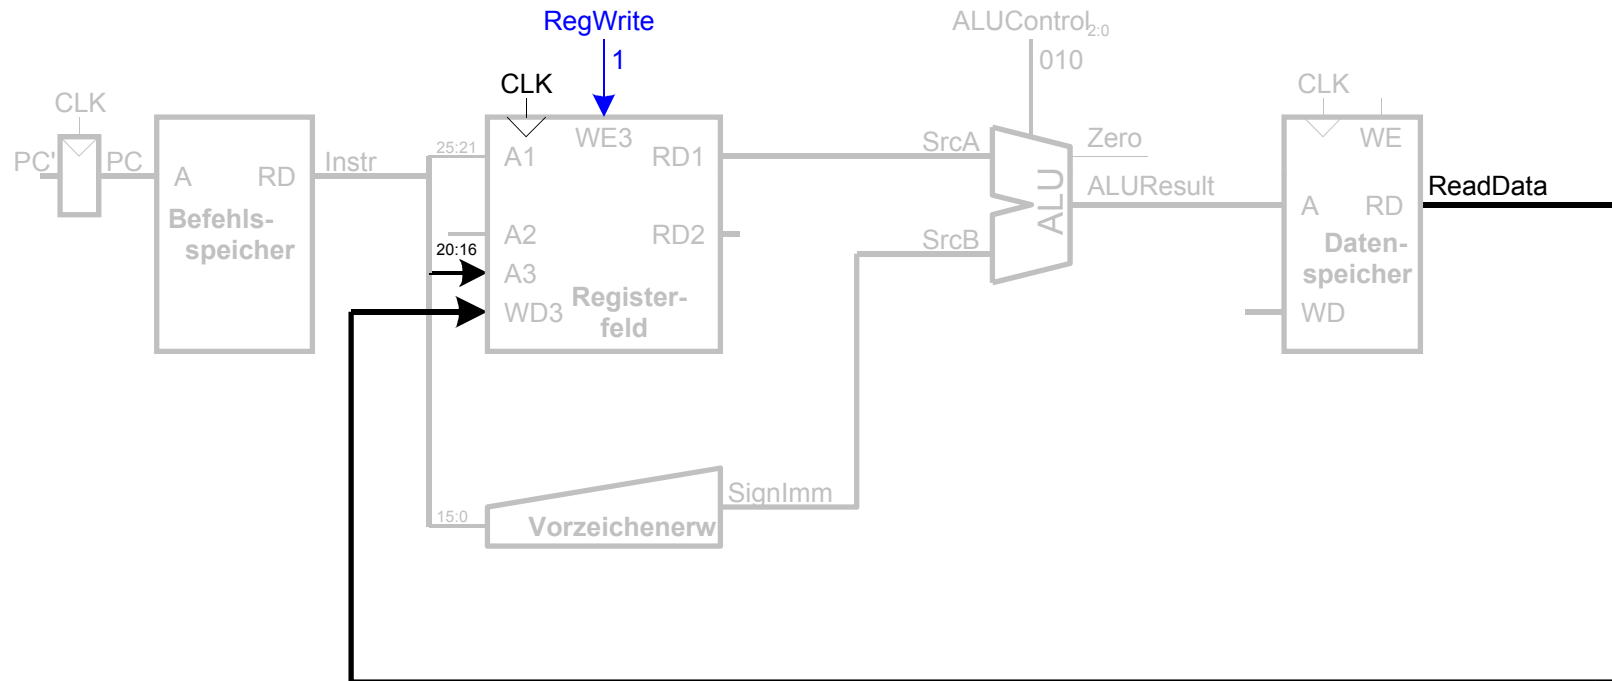 RegWrite
1
ALUControl2:0
010
CLK
CLK
CLK
PC'
PC
A
RD
Befehls-
speicher
Instr
25:21
A1
WE3
RD1
A2
RD2
20:16
A3
WD3
Register-
feld
SrcA
SrcB
ALU
Zero
ALUResult
WE
A
RD
Daten-
speicher
WD
ReadData
15:0
Vorzeichenerw
SignImm